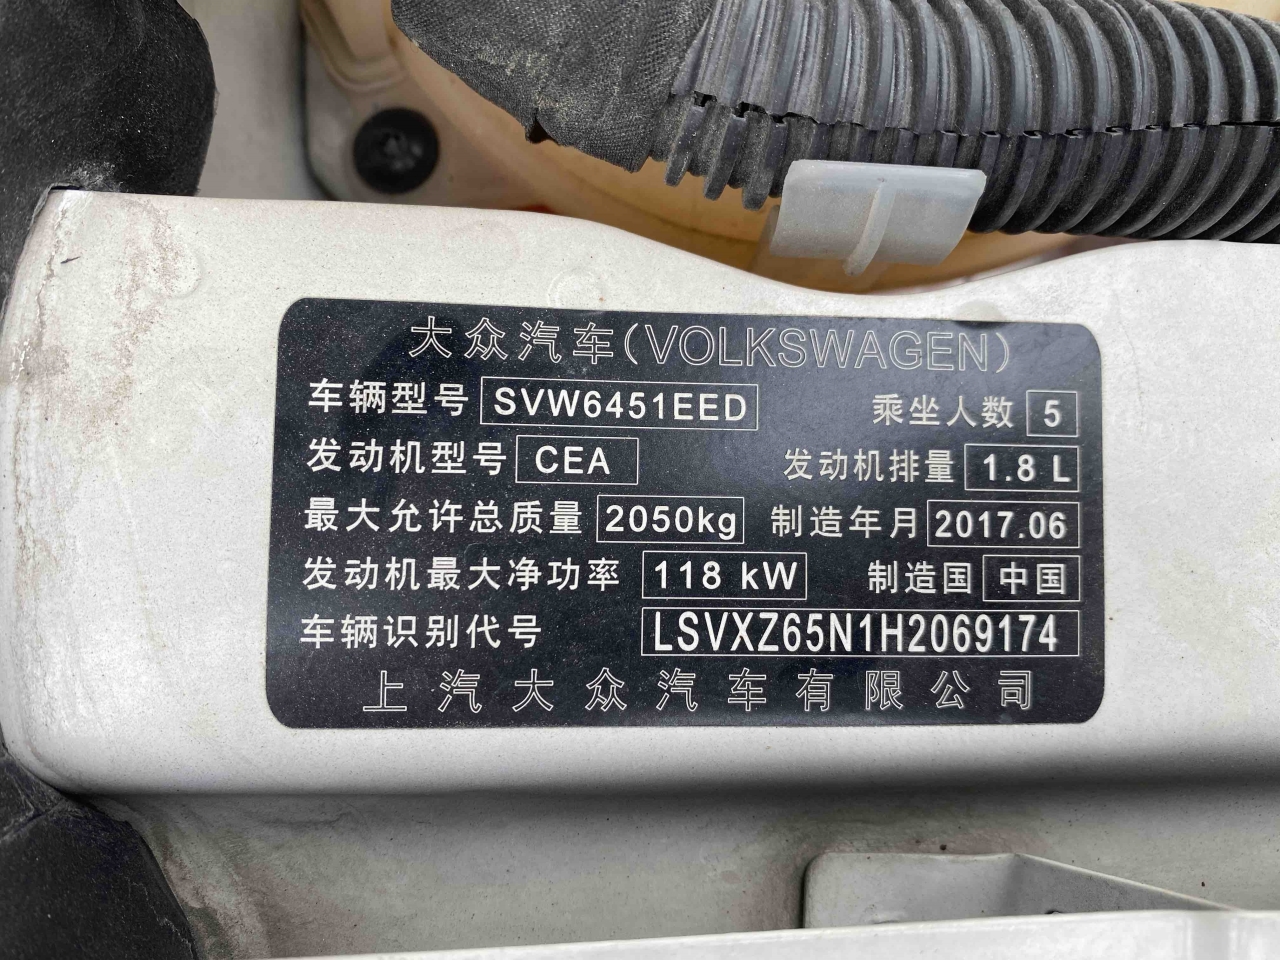 大众汽车(VOLKSWAGEN)
车辆型号 SVW6451EED 乘坐人数 5
发动机型号 CEA 发动机排量 1.8 L
最大允许总质量 2050kg 制造年月 2017.06
发动机最大净功率 118 kW 制造国 中国
车辆识别代号 LSVXZ65N1H2069174
上汽大众汽车有限公司